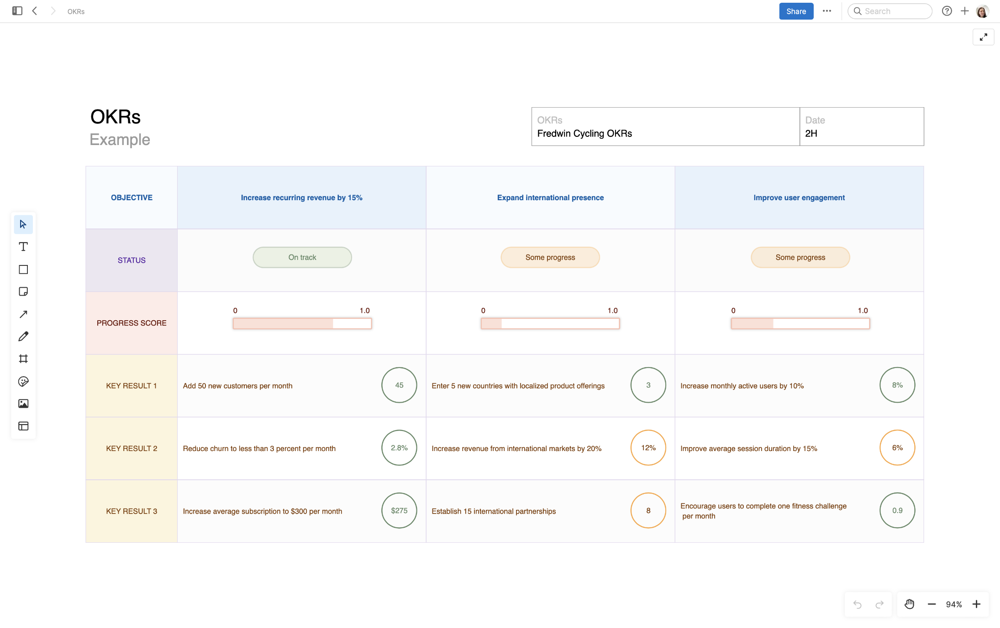 OKRs
Share
Search
OKRs
Example
OKRs
Fredwin Cycling OKRs
Date
2H
OBJECTIVE
Increase recurring revenue by 15%
Expand international presence
Improve user engagement
STATUS
On track
Some progress
Some progress
PROGRESS SCORE
0
1.0
0
1.0
0
1.0
KEY RESULT 1
Add 50 new customers per month
45
Enter 5 new countries with localized product offerings
3
Increase monthly active users by 10%
8%
KEY RESULT 2
Reduce churn to less than 3 percent per month
2.8%
Increase revenue from international markets by 20%
12%
Improve average session duration by 15%
6%
KEY RESULT 3
Increase average subscription to $300 per month
$275
Establish 15 international partnerships
8
Encourage users to complete one fitness challenge
per month
0.9
94%